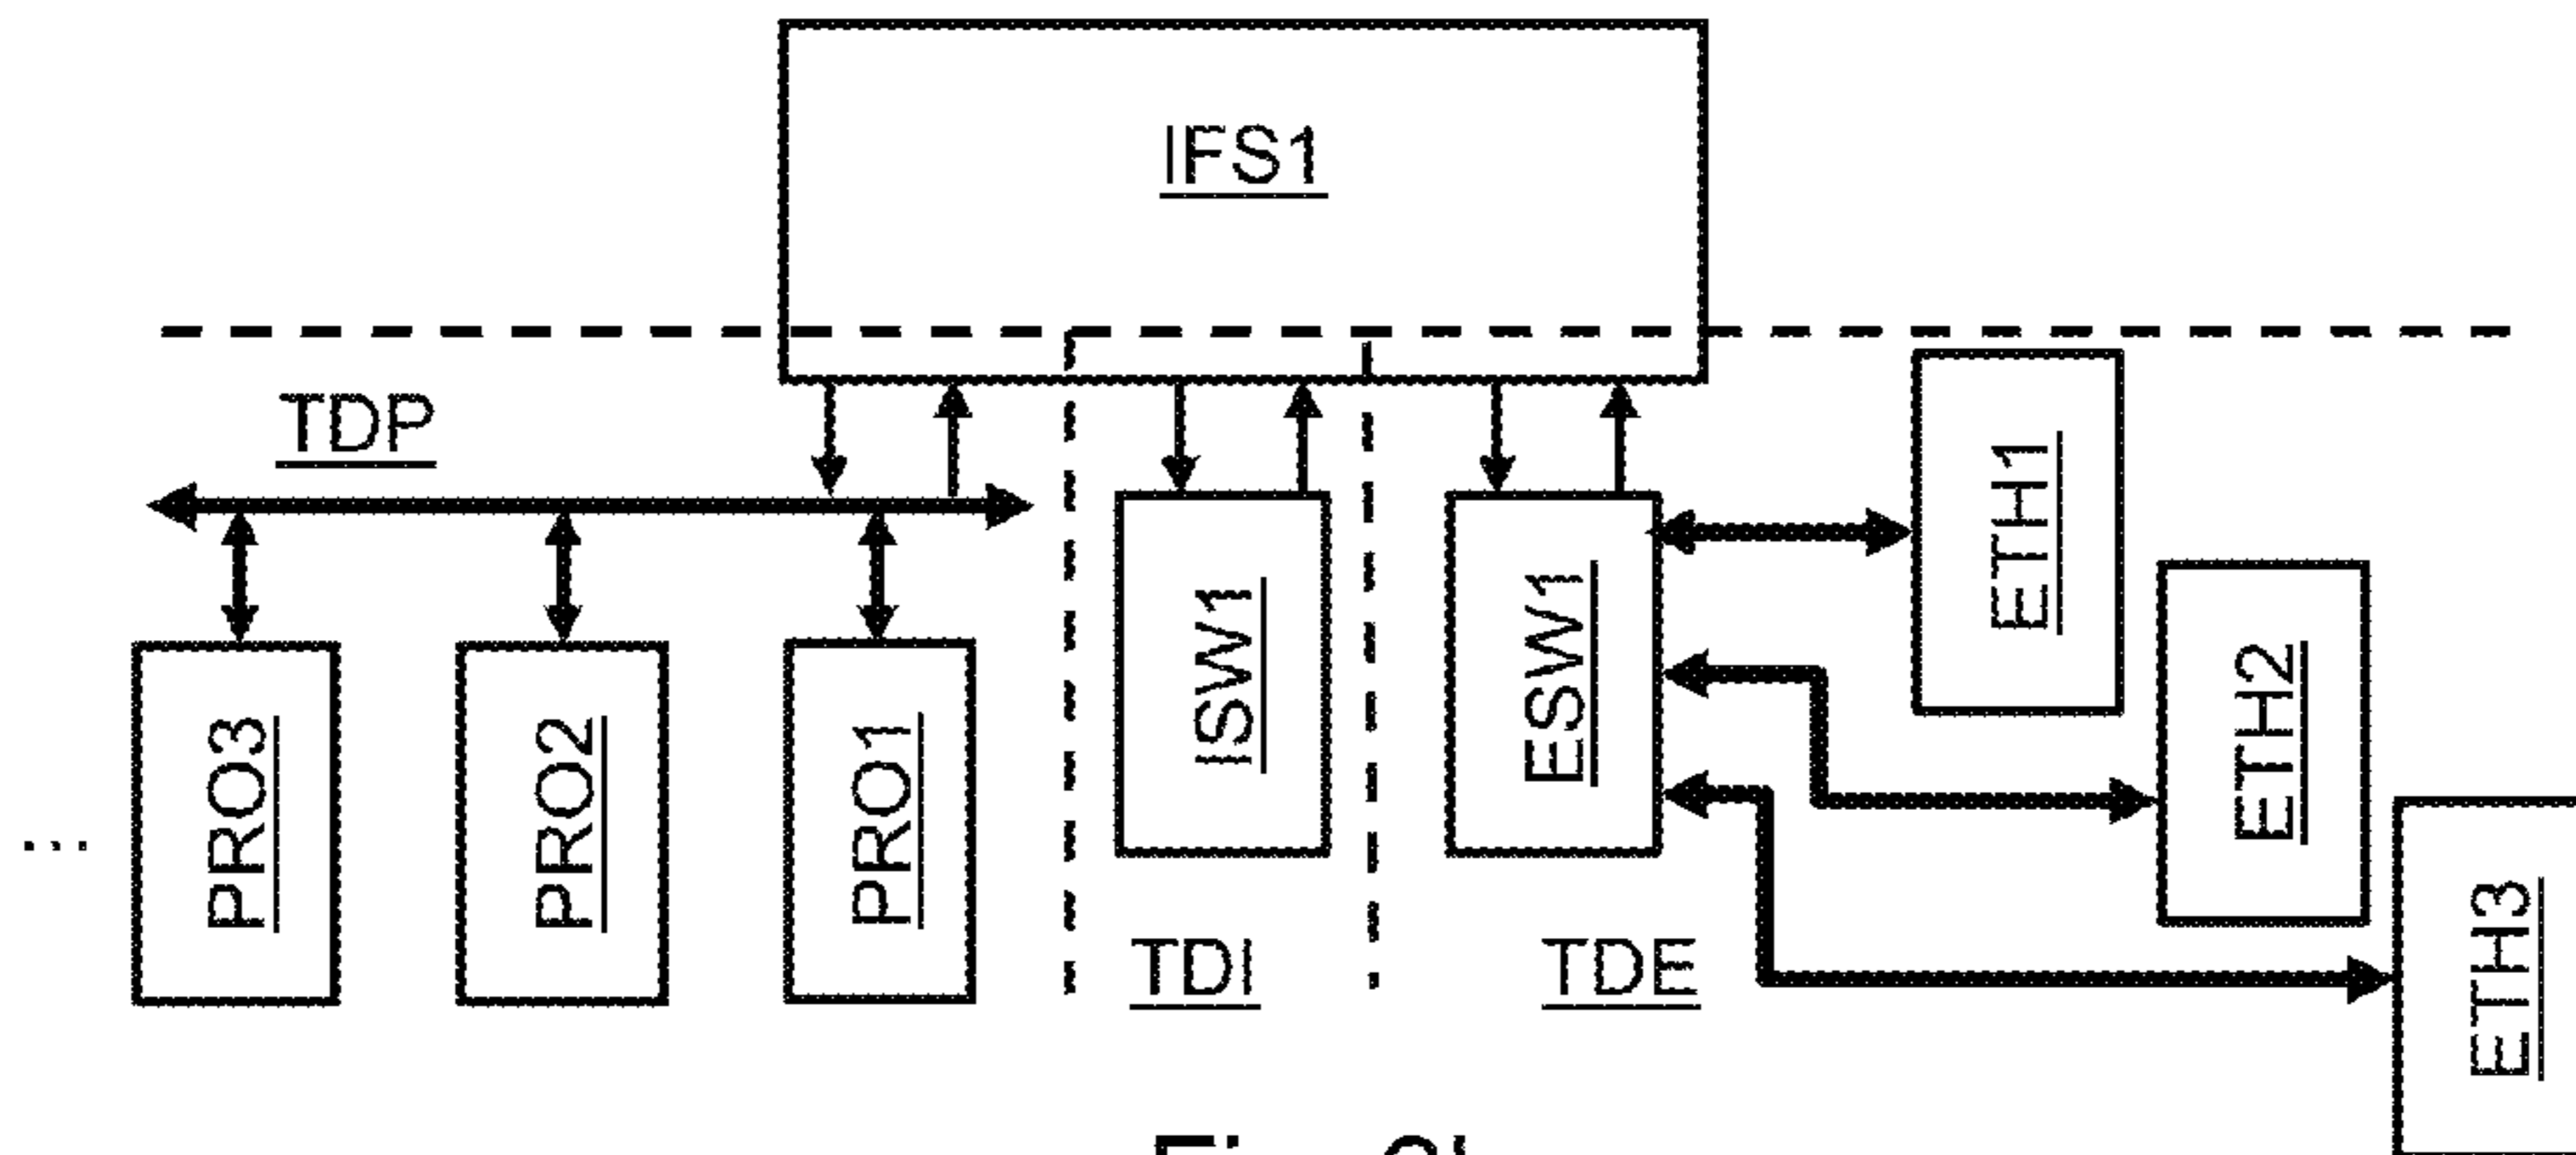 IFS1
TDP
ETH1
ETH2
ETH3
PRO3
PRO2
PRO1
ISW1
ESW1
...
TDI
TDE